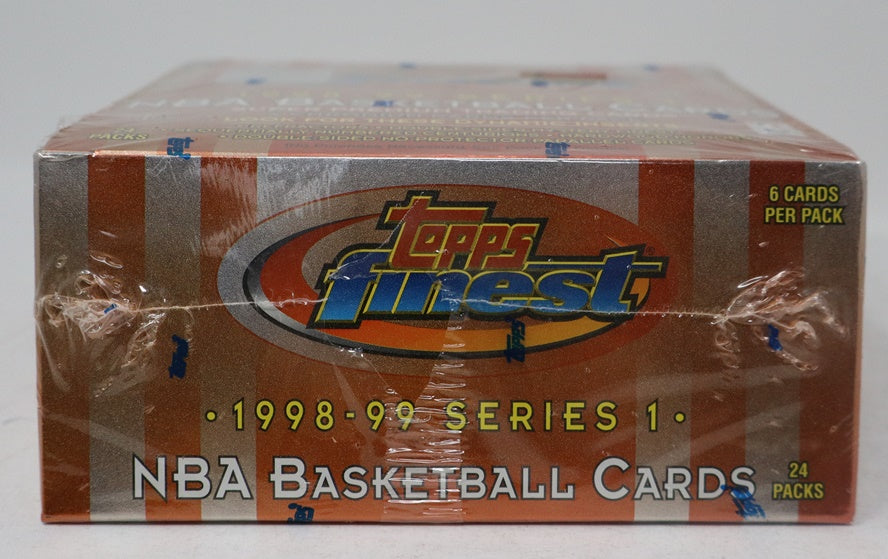 NBA BASKETBALL CARDS
PACKS
6 CARDS
PER PACK
topps
finest
• 1998-99 SERIES 1 •
NBA BASKETBALL CARDS
24
PACKS